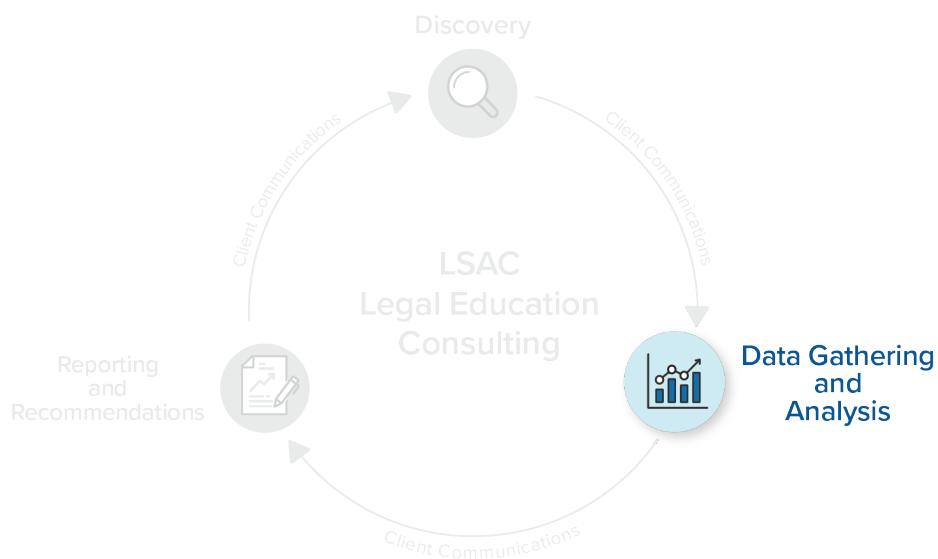 Discovery
Client Communications
Client Communications
LSAC
Legal Education
Consulting
Data Gathering
and
Analysis
Reporting
and
Recommendations
Client Communications